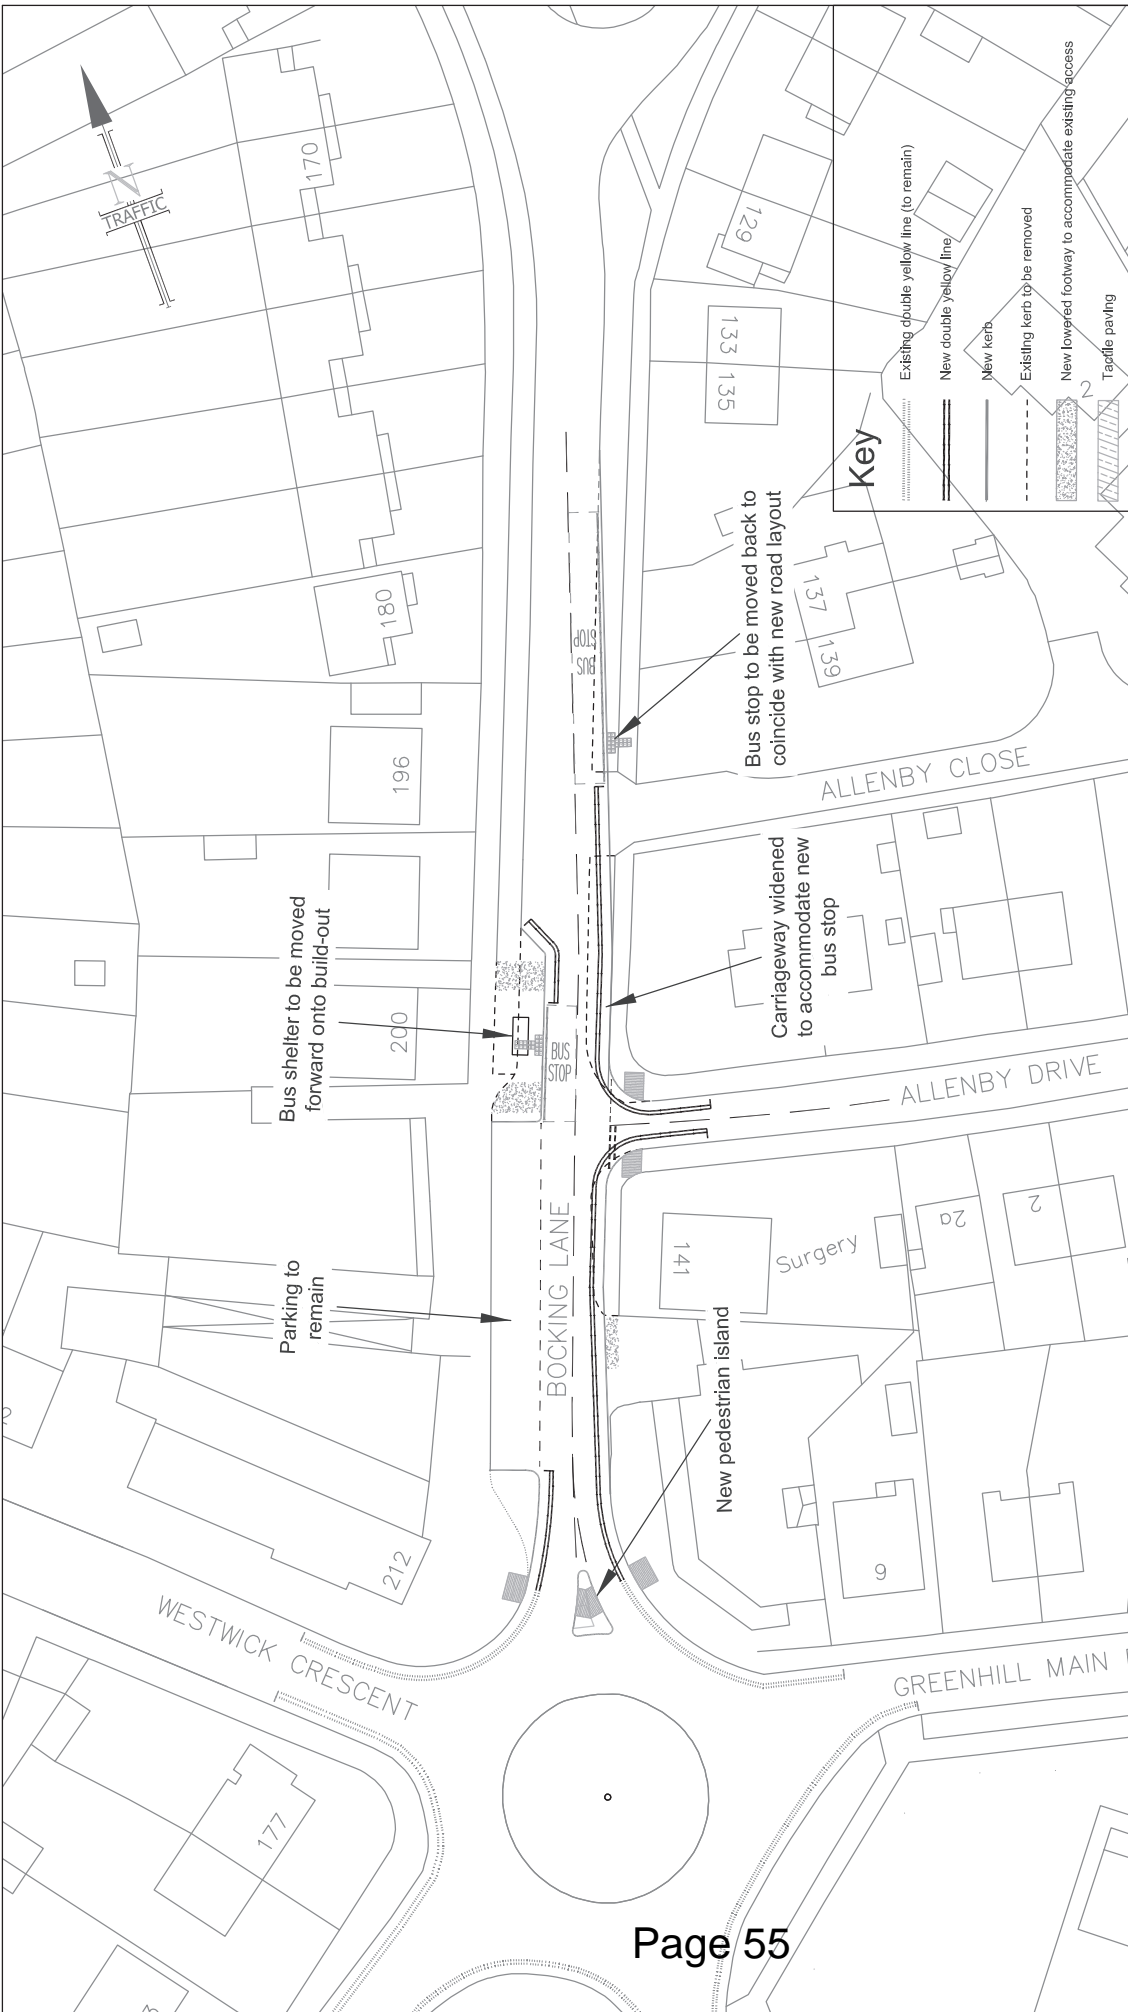 Key
Existing double yellow line (to remain)
New double yellow line
New kerb
Existing kerb to be removed
New lowered footway to accommodate existing access
Tactile paving
N
TRAFFIC
170
180
196
200
212
177
129
133 135
137
139
141
Surgery
2a
2
2
9
Bus shelter to be moved
forward onto build-out
Parking to
remain
Bus stop to be moved back to
coincide with new road layout
Carriageway widened
to accommodate new
bus stop
New pedestrian island
BUS
STOP
BUS
STOP
BOCKING LANE
ALLENBY CLOSE
ALLENBY DRIVE
WESTWICK CRESCENT
GREENHILL MAIN
Page 55